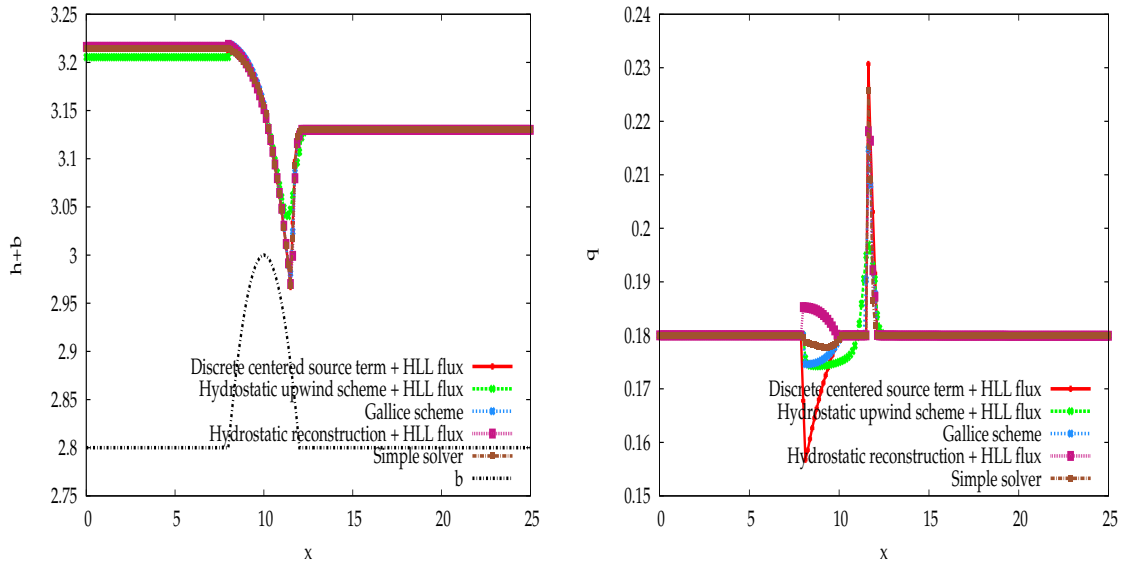 3.25
3.2
3.15
3.1
3.05
3
2.95
2.9
2.85
2.8
2.75
h+b
0 5 10 15 20 25
x
Discrete centered source term + HLL flux
Hydrostatic upwind scheme + HLL flux
Gallice scheme
Hydrostatic reconstruction + HLL flux
Simple solver
b
0.24
0.23
0.22
0.21
0.2
0.19
0.18
0.17
0.16
0.15
q
0 5 10 15 20 25
x
Discrete centered source term + HLL flux
Hydrostatic upwind scheme + HLL flux
Gallice scheme
Hydrostatic reconstruction + HLL flux
Simple solver